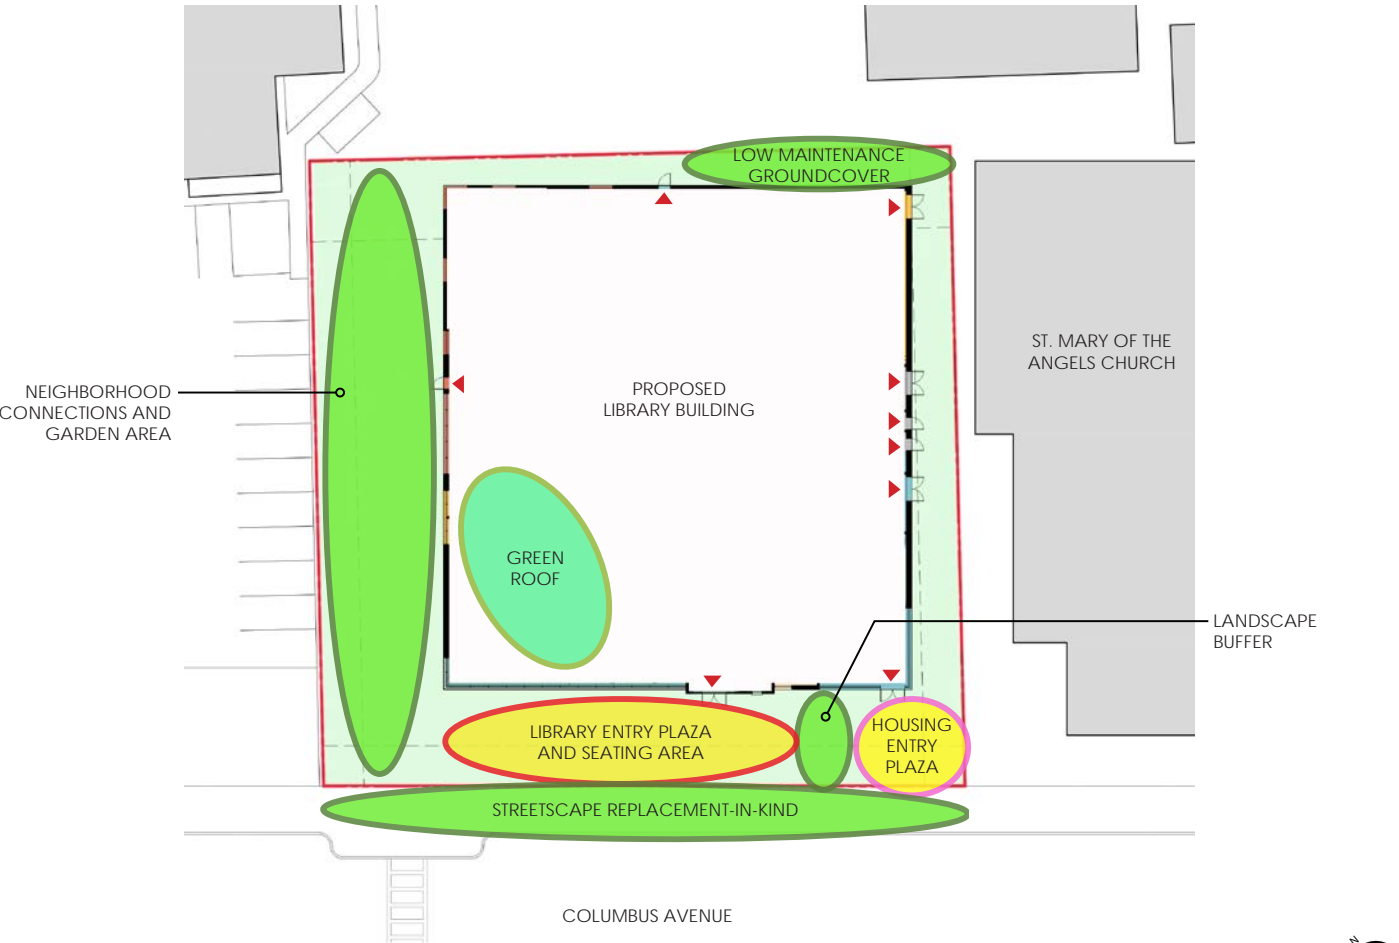 LOW MAINTENANCE
GROUNDCOVER
ST. MARY OF THE
ANGELS CHURCH
NEIGHBORHOOD
CONNECTIONS AND
GARDEN AREA
PROPOSED
LIBRARY BUILDING
GREEN
ROOF
LANDSCAPE
BUFFER
LIBRARY ENTRY PLAZA
AND SEATING AREA
HOUSING
ENTRY
PLAZA
STREETSCAPE REPLACEMENT-IN-KIND
COLUMBUS AVENUE
N